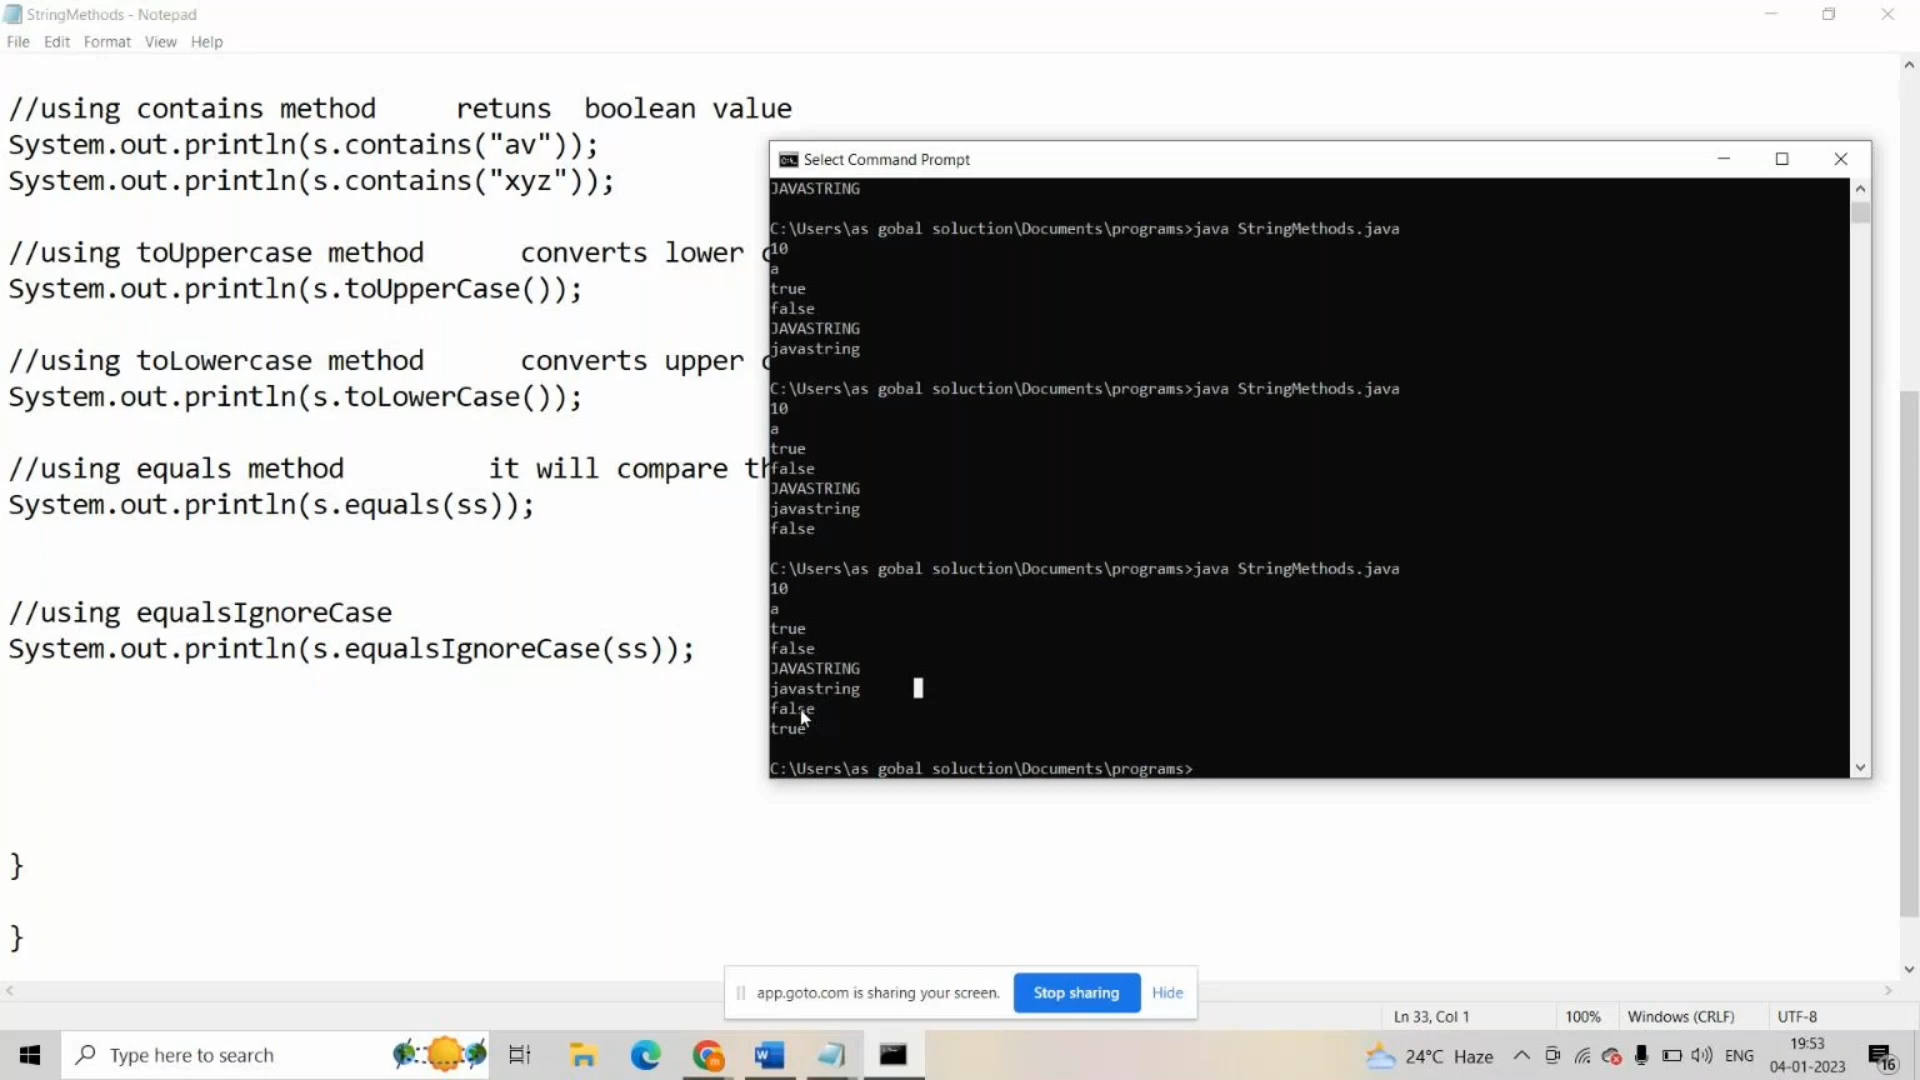 StringMethods - Notepad
File Edit Format View Help
//using contains method retuns boolean value
System.out.println(s.contains("av"));
System.out.println(s.contains("xyz"));
//using toUppercase method converts lower
System.out.println(s.toUpperCase());
//using toLowercase method converts upper
System.out.println(s.toLowerCase());
//using equals method it will compare th
System.out.println(s.equals(ss));
//using equalsIgnoreCase
System.out.println(s.equalsIgnoreCase(ss));
}
}
Select Command Prompt
JAVASTRING
C:\Users\as gobal soluction\Documents\programs>java StringMethods.java
10
a
true
false
JAVASTRING
javastring
C:\Users\as gobal soluction\Documents\programs>java StringMethods.java
10
a
true
false
JAVASTRING
javastring
false
C:\Users\as gobal soluction\Documents\programs>java StringMethods.java
10
a
true
false
JAVASTRING
javastring
false
true
C:\Users\as gobal soluction\Documents\programs>
app.goto.com is sharing your screen. Stop sharing Hide
Ln 33, Col 1 100% Windows (CRLF) UTF-8
Type here to search
24°C Haze ENG
19:53
04-01-2023
16